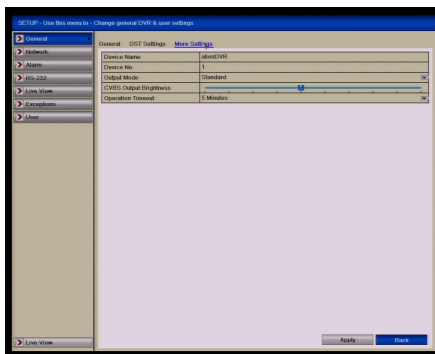 SETUP - Use this menu to - Change general DVR & user settings
General
Network
Alarm
RS-232
Live View
Exceptions
User
General DST Settings More Settings
Device Name alienDVR
Device No. 1
Output Mode Standard
CVBS Output Brightness
Operation Timeout 5 Minutes
Live View
Apply Back